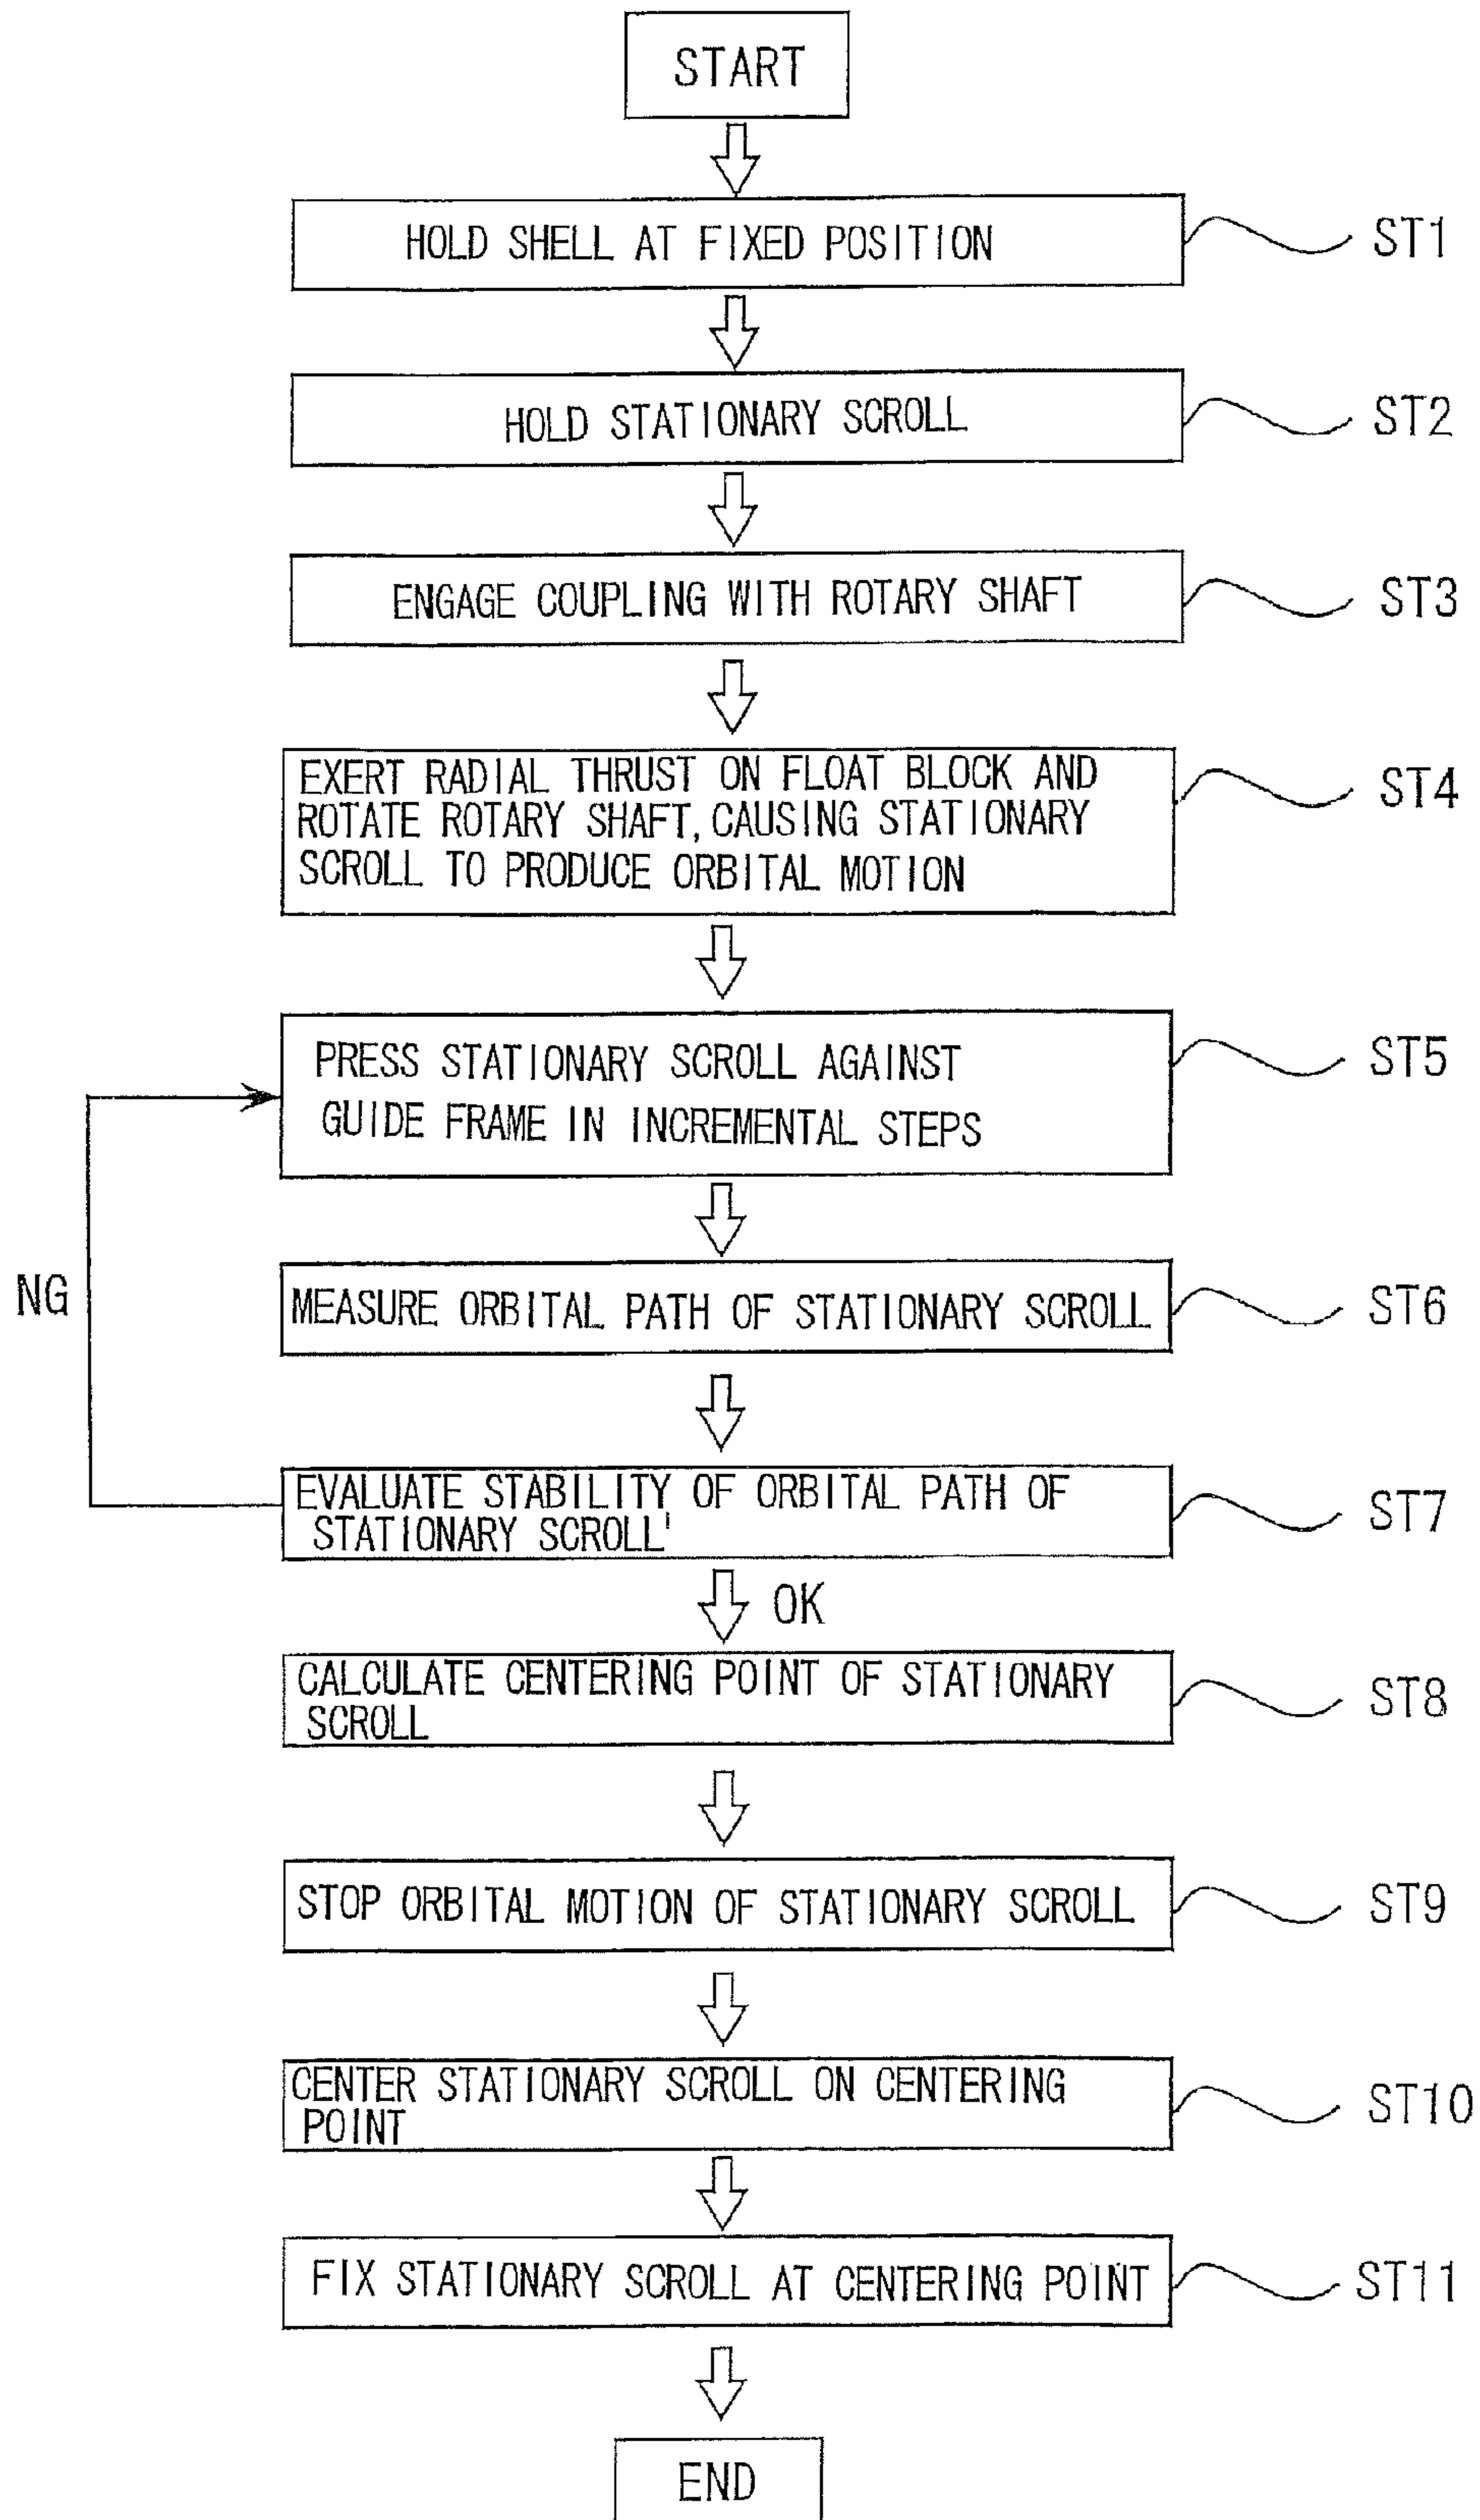 START
HOLD SHELL AT FIXED POSITION
ST1
HOLD STATIONARY SCROLL
ST2
ENGAGE COUPLING WITH ROTARY SHAFT
ST3
EXERT RADIAL THRUST ON FLOAT BLOCK AND
ROTATE ROTARY SHAFT, CAUSING STATIONARY
SCROLL TO PRODUCE ORBITAL MOTION
ST4
PRESS STATIONARY SCROLL AGAINST
GUIDE FRAME IN INCREMENTAL STEPS
ST5
NG
MEASURE ORBITAL PATH OF STATIONARY SCROLL
ST6
EVALUATE STABILITY OF ORBITAL PATH OF
STATIONARY SCROLL
ST7
OK
CALCULATE CENTERING POINT OF STATIONARY
SCROLL
ST8
STOP ORBITAL MOTION OF STATIONARY SCROLL
ST9
CENTER STATIONARY SCROLL ON CENTERING
POINT
ST10
FIX STATIONARY SCROLL AT CENTERING POINT
ST11
END